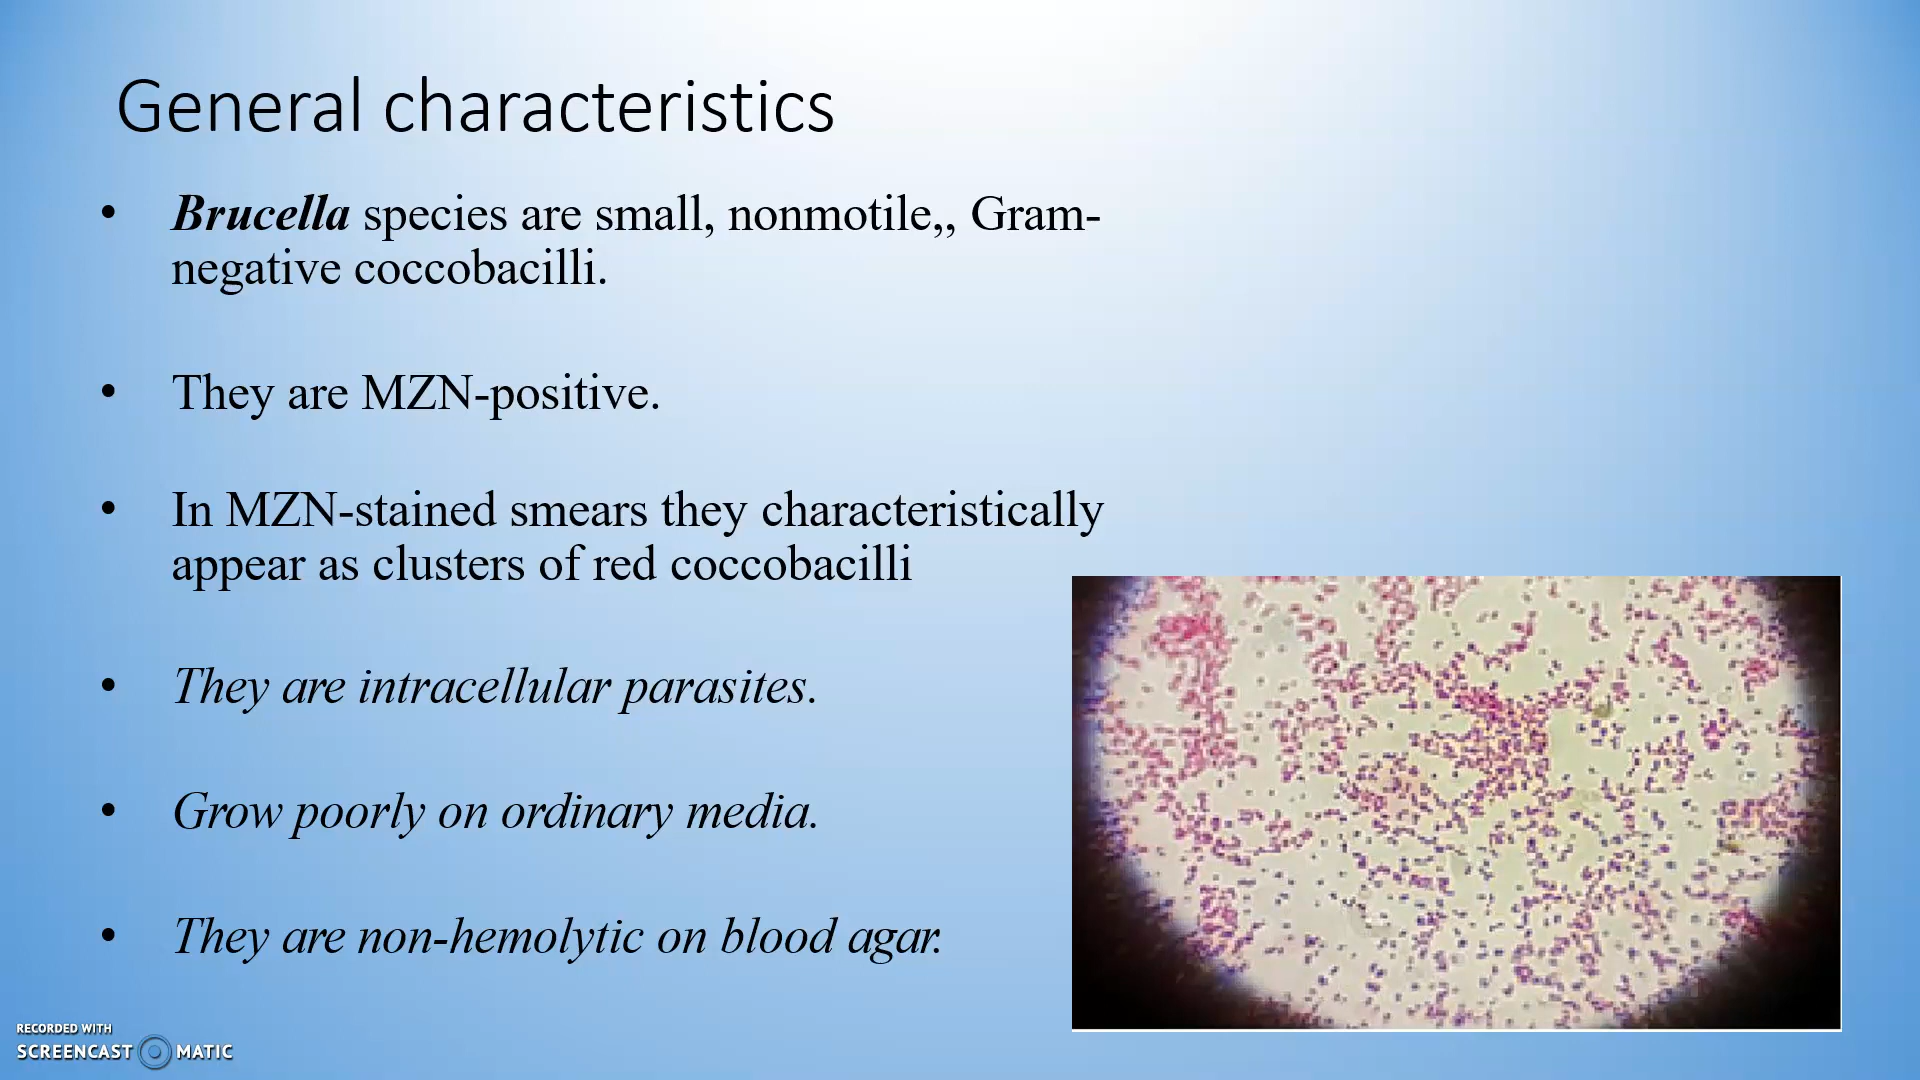 General characteristics
• Brucella species are small, nonmotile,, Gram-
negative coccobacilli.
• They are MZN-positive.
• In MZN-stained smears they characteristically
appear as clusters of red coccobacilli
• They are intracellular parasites.
• Grow poorly on ordinary media.
• They are non-hemolytic on blood agar.
RECORDED WITH
SCREENCAST MATIC